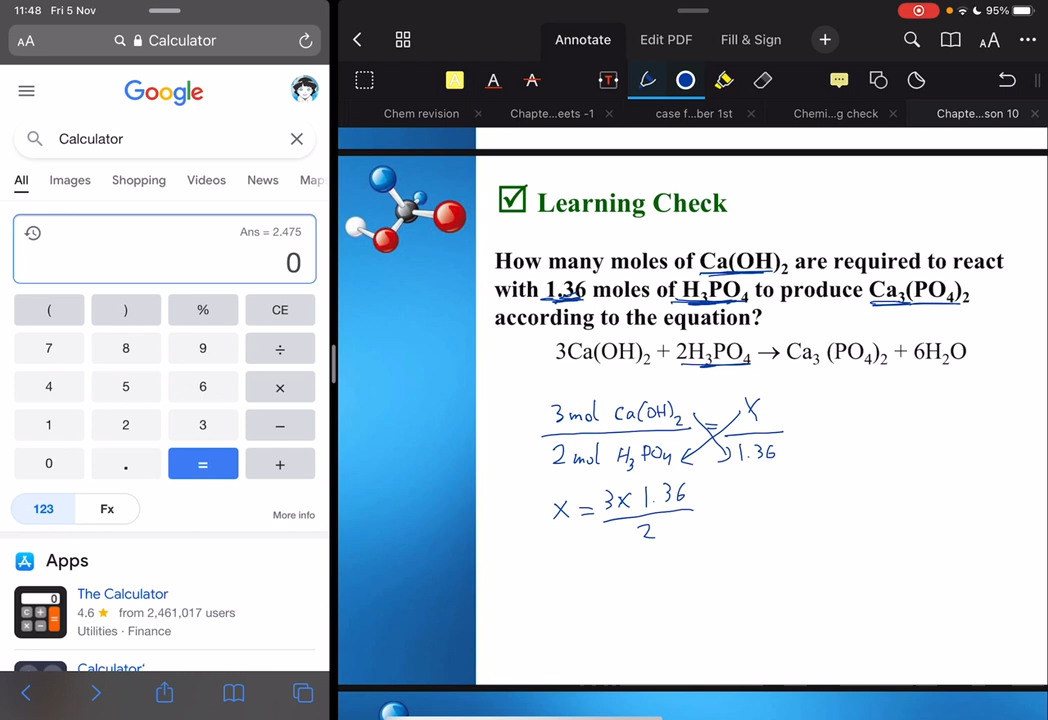 11:48 Fri 5 Nov
95%
AA
Calculator
Google
Calculator
All Images Shopping Videos News Map
Ans = 2.475
0
( ) % CE
7 8 9 ÷
4 5 6 ×
1 2 3 −
0 . = +
123 Fx
More info
Apps
The Calculator
4.6 ★ from 2,461,017 users
Utilities · Finance
Calculator'
Annotate Edit PDF Fill & Sign
AA
A A A T
Chem revision × Chapte...eets -1 × case f...ber 1st × Chemi...g check × Chapte...son 10 ×
Learning Check
How many moles of Ca(OH)₂ are required to react
with 1.36 moles of H₃PO₄ to produce Ca₃(PO₄)₂
according to the equation?
3Ca(OH)₂ + 2H₃PO₄ → Ca₃ (PO₄)₂ + 6H₂O
3 mol Ca(OH)₂ = X
2 mol H₃PO₄ 1.36
X = 3 x 1.36
2